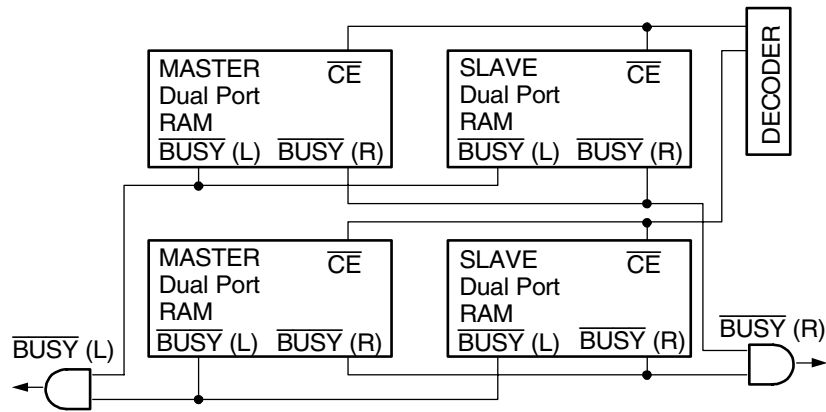 MASTER
Dual Port
RAM
CE
BUSY (L) BUSY (R)
SLAVE
Dual Port
RAM
CE
BUSY (L) BUSY (R)
DECODER
MASTER
Dual Port
RAM
CE
BUSY (L) BUSY (R)
SLAVE
Dual Port
RAM
CE
BUSY (L) BUSY (R)
BUSY (L)
BUSY (R)